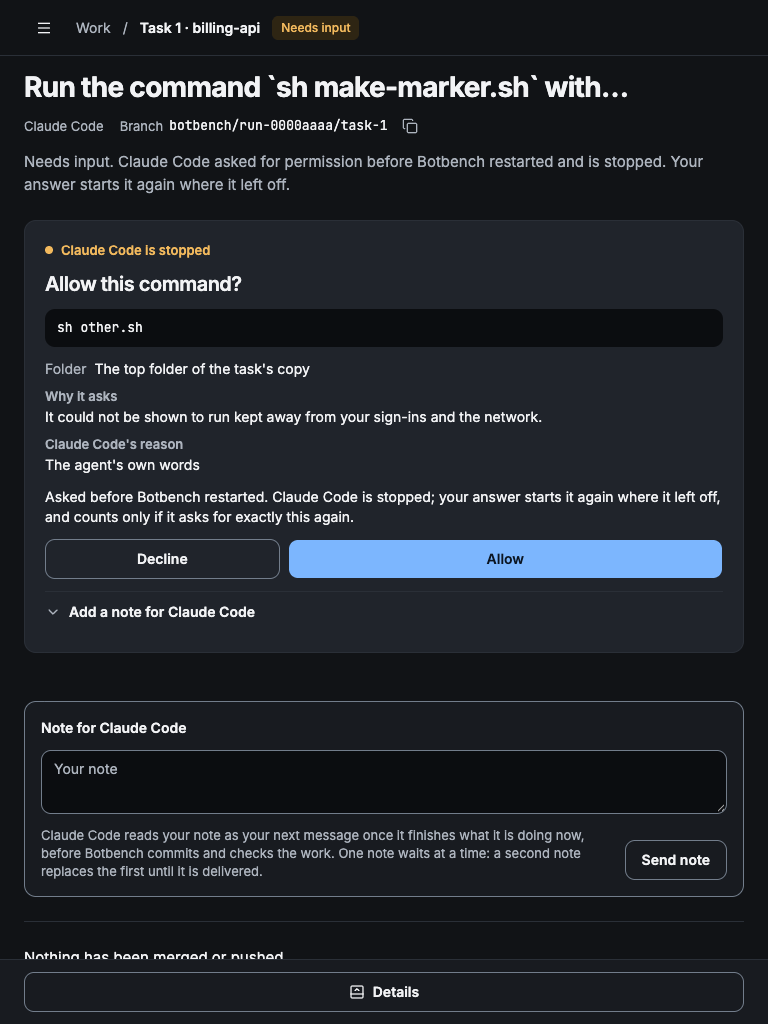 Work / Task 1 · billing-api Needs input
Run the command `sh make-marker.sh` with…
Claude Code Branch botbench/run-0000aaaa/task-1
Needs input. Claude Code asked for permission before Botbench restarted and is stopped. Your
answer starts it again where it left off.
Claude Code is stopped
Allow this command?
sh other.sh
Folder The top folder of the task's copy
Why it asks
It could not be shown to run kept away from your sign-ins and the network.
Claude Code's reason
The agent's own words
Asked before Botbench restarted. Claude Code is stopped; your answer starts it again where it left off,
and counts only if it asks for exactly this again.
Decline Allow
Add a note for Claude Code
Note for Claude Code
Your note
Claude Code reads your note as your next message once it finishes what it is doing now,
before Botbench commits and checks the work. One note waits at a time: a second note
replaces the first until it is delivered.
Send note
Nothing has been merged or pushed
Details